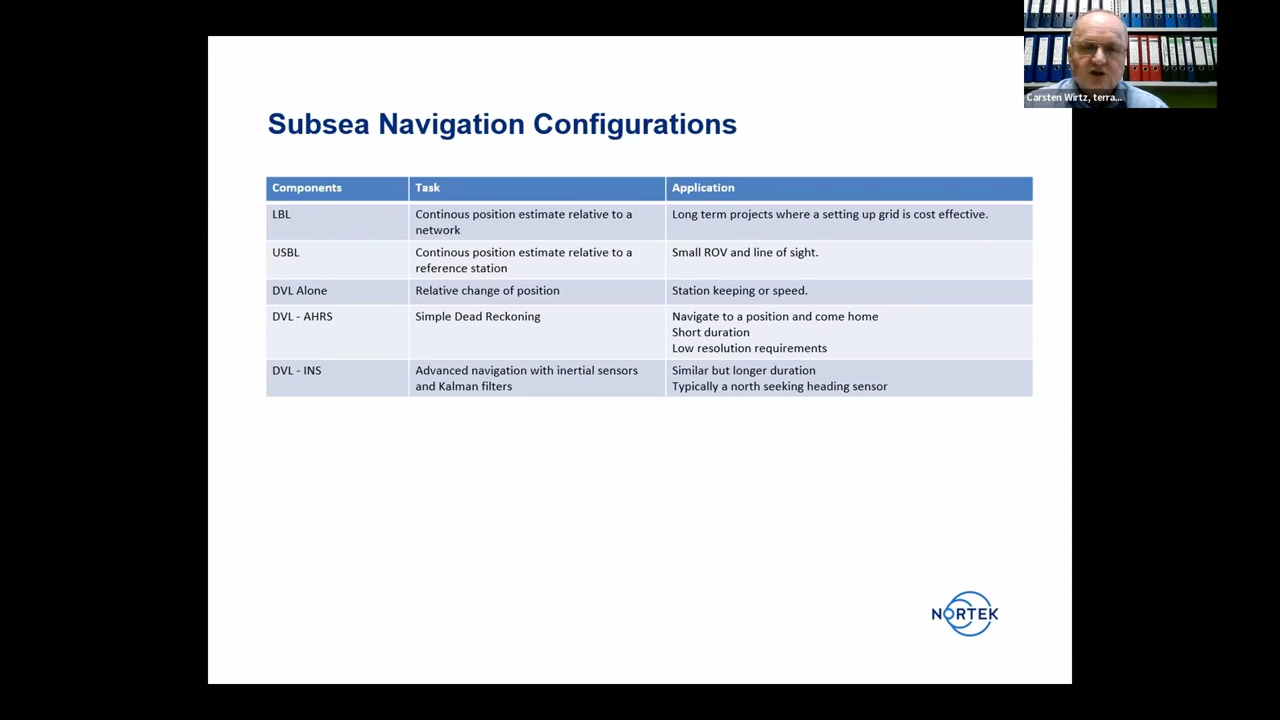 Carsten Wirtz, terra...
Subsea Navigation Configurations
Components Task Application
LBL Continous position estimate relative to a network Long term projects where a setting up grid is cost effective.
USBL Continous position estimate relative to a reference station Small ROV and line of sight.
DVL Alone Relative change of position Station keeping or speed.
DVL - AHRS Simple Dead Reckoning Navigate to a position and come home
Short duration
Low resolution requirements
DVL - INS Advanced navigation with inertial sensors and Kalman filters Similar but longer duration
Typically a north seeking heading sensor
NORTEK